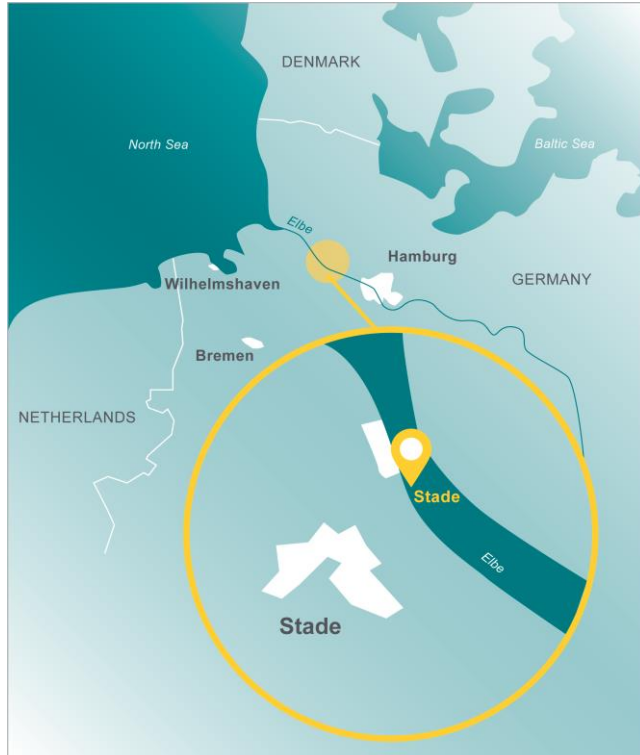 DENMARK
North Sea
Baltic Sea
Elbe
Hamburg
GERMANY
Wilhelmshaven
Bremen
NETHERLANDS
Stade
Elbe
Stade